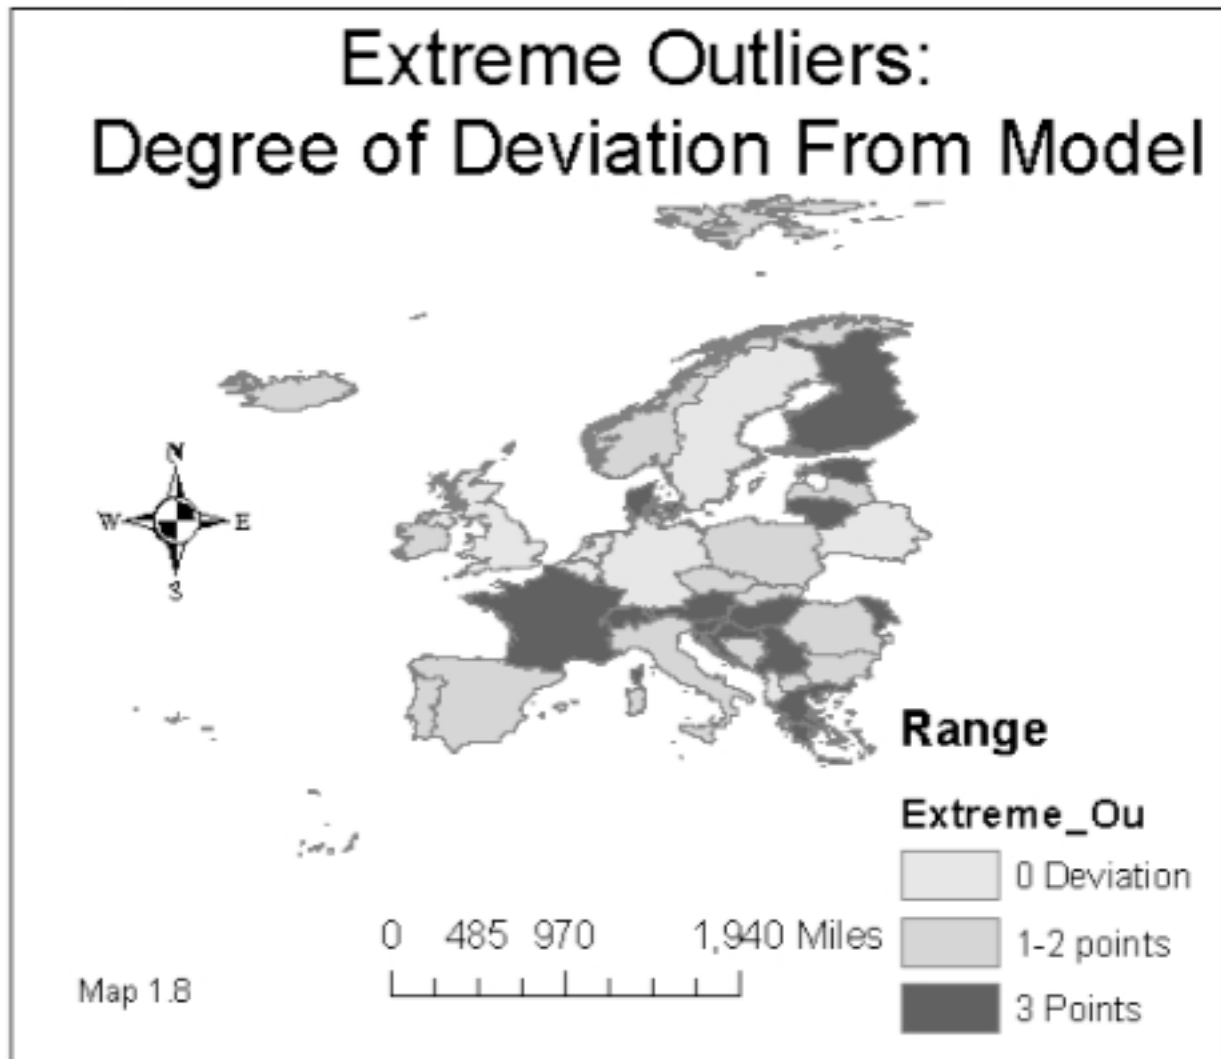 Extreme Outliers:
Degree of Deviation From Model
N
W E
S
Range
Extreme_Ou
0 Deviation
1-2 points
3 Points
0 485 970 1,940 Miles
Map 1.8